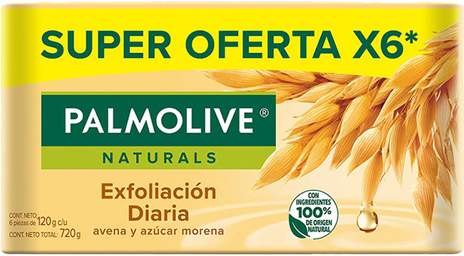 SUPER OFERTA X6*
PALMOLIVE®
NATURALS
Exfoliación
Diaria
avena y azúcar morena
CONT. NETO
6 piezas de 120g c/u
CONT. NETO TOTAL: 720g
CON
INGREDIENTES
100%
DE ORIGEN
NATURAL